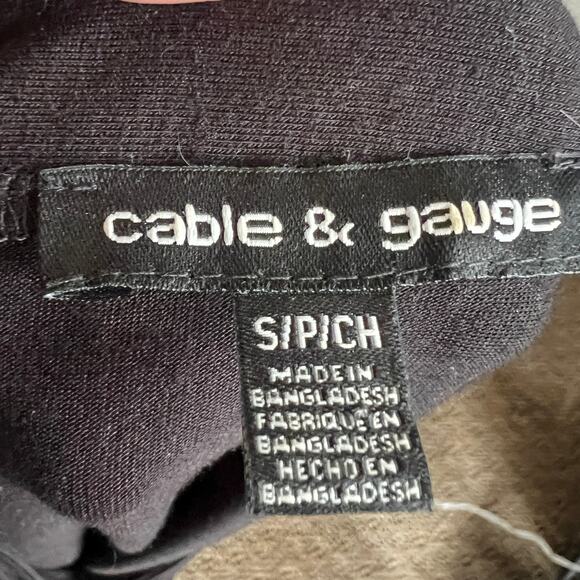 cable & gauge
S/P/CH
MADE IN
BANGLADESH
FABRIQUE EN
BANGLADESH
HECHO EN
BANGLADESH